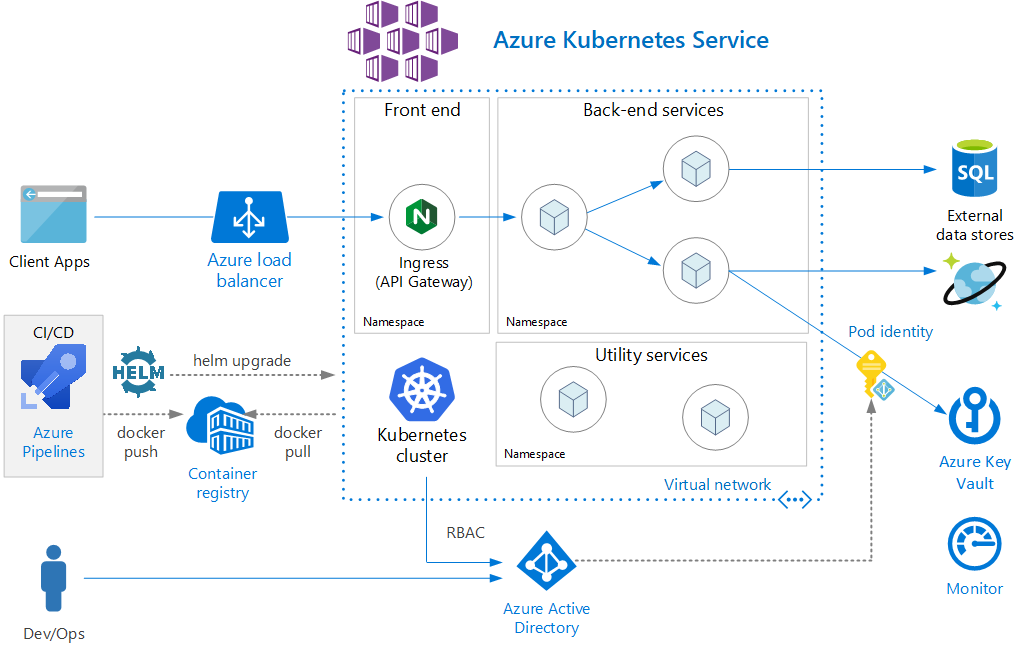 Azure Kubernetes Service
Front end
Back-end services
SQL
External
data stores
Client Apps
Azure load
balancer
N
Ingress
(API Gateway)
Namespace
Namespace
CI/CD
Azure
Pipelines
HELM
helm upgrade
docker
push
docker
pull
Container
registry
Kubernetes
cluster
Utility services
Namespace
Virtual network
Pod identity
Azure Key
Vault
RBAC
Monitor
Azure Active
Directory
Dev/Ops